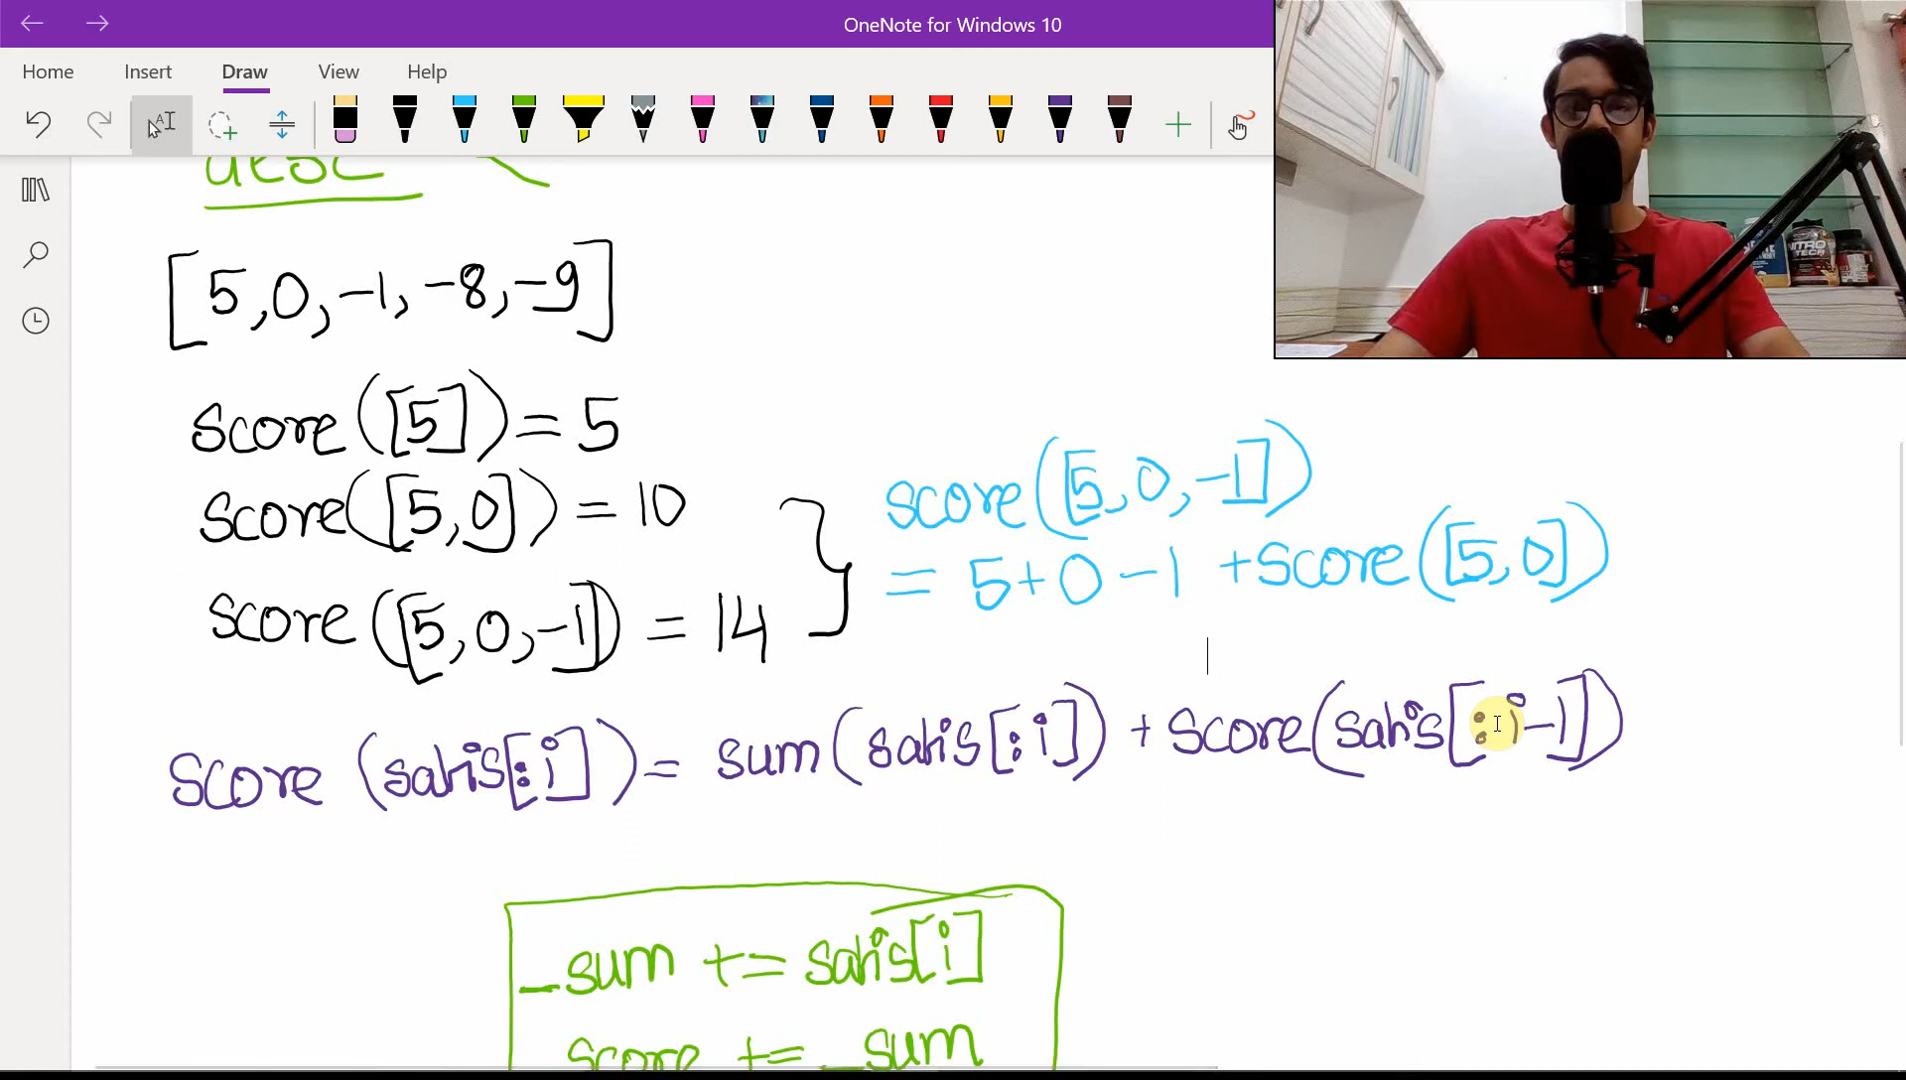 OneNote for Windows 10
Home Insert Draw View Help
desc
[5,0,-1,-8,-9]
score([5])=5
score([5,0])=10
score([5,0,-1])=14
score([5,0,-1])
=5+0-1+score([5,0])
score(satis[:i])=sum(satis[:i])+score(satis[:i-1])
_sum += satis[i]
score += _sum
NITRO
TECH